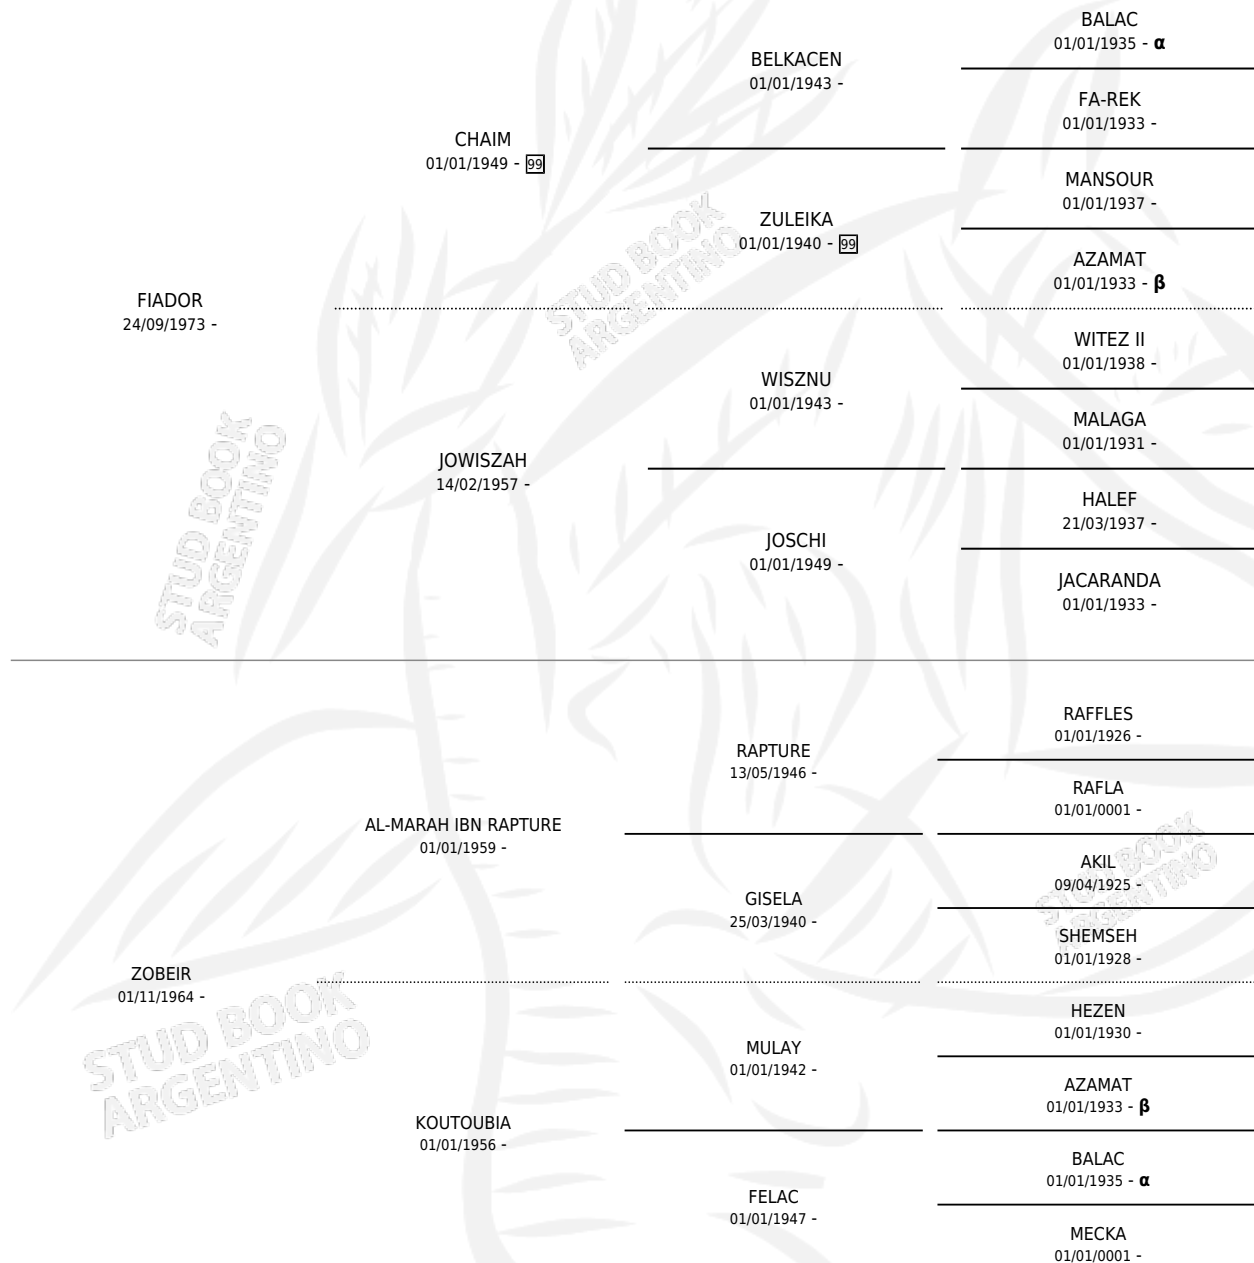 BALAC
01/01/1935 - α
BELKACEN
01/01/1943 -
FA-REK
01/01/1933 -
CHAIM
01/01/1949 - 99
MANSOUR
01/01/1937 -
ZULEIKA
01/01/1940 - 99
AZAMAT
01/01/1933 - β
FIADOR
24/09/1973 -
WITEZ II
01/01/1938 -
WISZNU
01/01/1943 -
MALAGA
01/01/1931 -
JOWISZAH
14/02/1957 -
HALEF
21/03/1937 -
JOSCHI
01/01/1949 -
JACARANDA
01/01/1933 -
STUD BOOK
ARGENTINO
STUD BOOK
ARGENTINO
RAFFLES
01/01/1926 -
RAPTURE
13/05/1946 -
RAFLA
01/01/0001 -
AL-MARAH IBN RAPTURE
01/01/1959 -
AKIL
09/04/1925 -
GISELA
25/03/1940 -
SHEMSEH
01/01/1928 -
ZOBEIR
01/11/1964 -
HEZEN
01/01/1930 -
MULAY
01/01/1942 -
AZAMAT
01/01/1933 - β
KOUTOUBIA
01/01/1956 -
BALAC
01/01/1935 - α
FELAC
01/01/1947 -
MECKA
01/01/0001 -
STUD BOOK
ARGENTINO
STUD BOOK
ARGENTINO